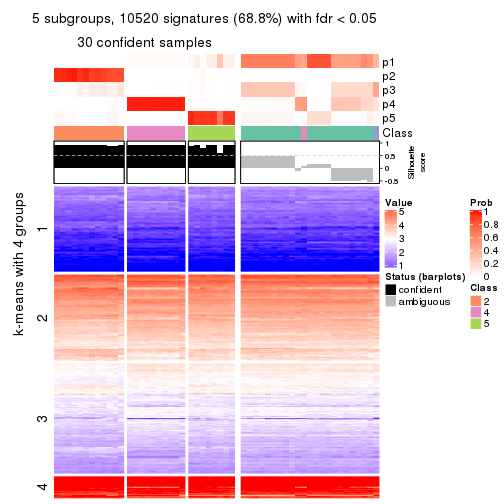 5 subgroups, 10520 signatures (68.8%) with fdr < 0.05
30 confident samples
p1
p2
p3
p4
p5
Class
1
0.5
0
-0.5
Silhouette
score
k-means with 4 groups
1
2
3
4
Value
5
4
3
2
1
Status (barplots)
confident
ambiguous
Prob
1
0.8
0.6
0.4
0.2
0
Class
2
4
5